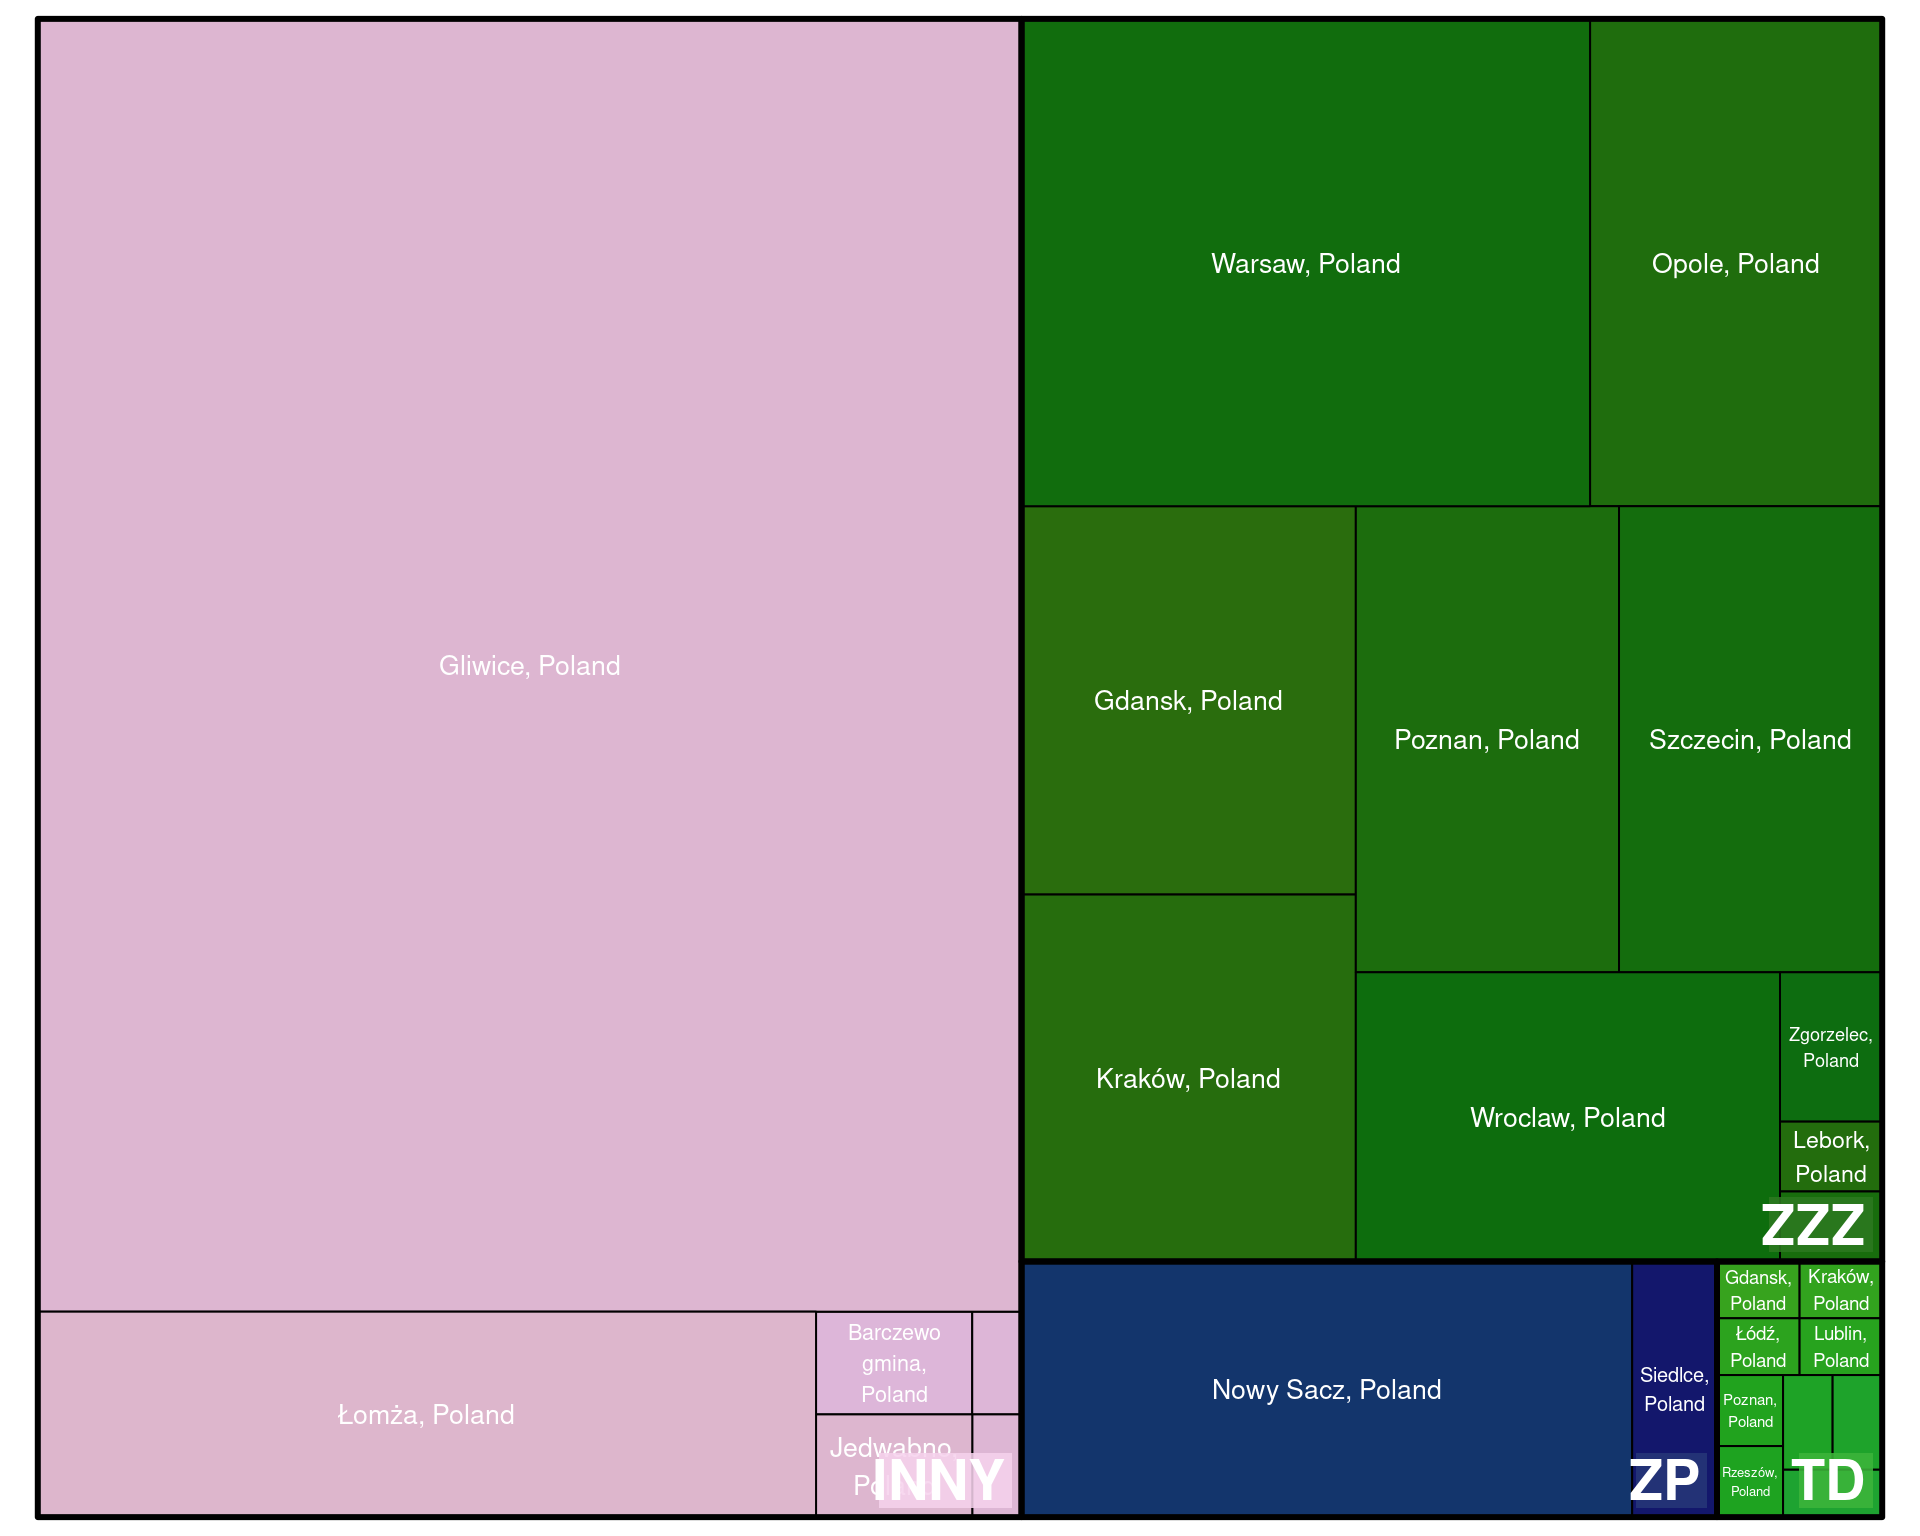 Gliwice, Poland
Łomża, Poland
Barczewo
gmina,
Poland
Jedwabno,
INNY
Warsaw, Poland
Opole, Poland
Gdansk, Poland
Poznan, Poland
Szczecin, Poland
Kraków, Poland
Wroclaw, Poland
Zgorzelec,
Poland
Lebork,
Poland
ZZZ
Nowy Sacz, Poland
Siedlce,
Poland
ZP
Gdansk,
Poland
Kraków,
Poland
Łódź,
Poland
Lublin,
Poland
Poznan,
Poland
Rzeszów,
Poland
TD